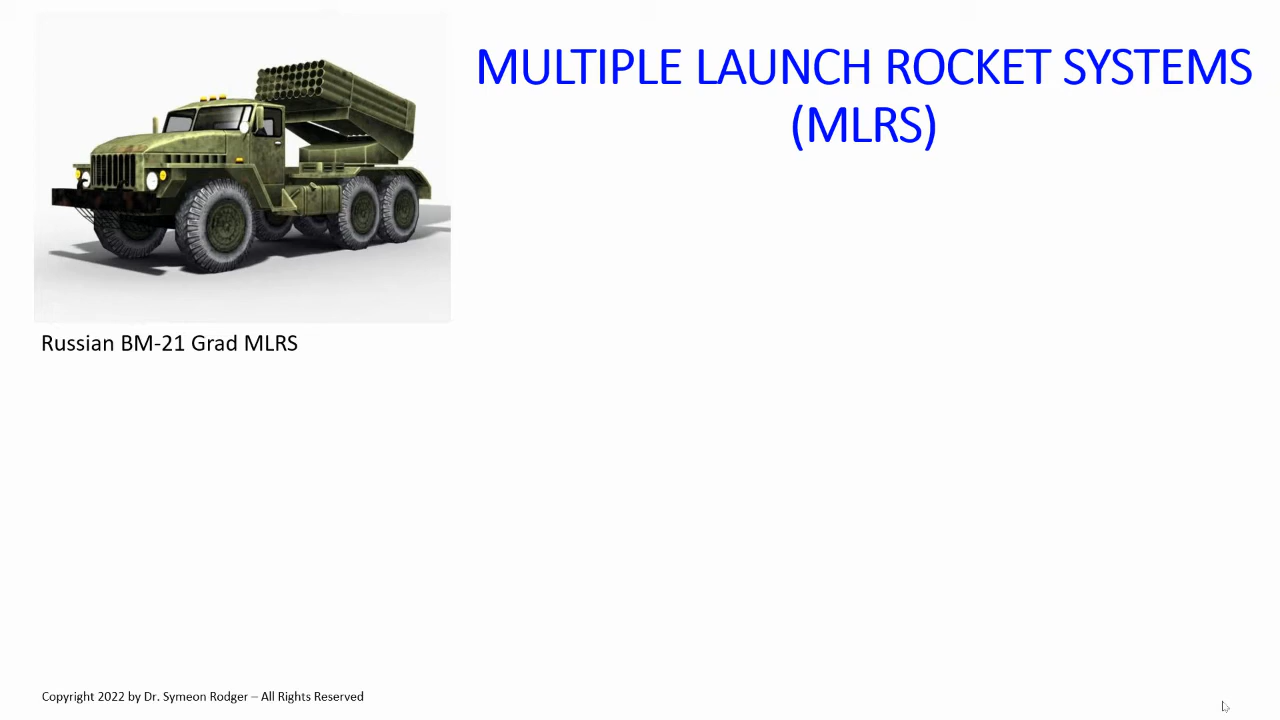 MULTIPLE LAUNCH ROCKET SYSTEMS
(MLRS)
Russian BM-21 Grad MLRS
Copyright 2022 by Dr. Symeon Rodger – All Rights Reserved